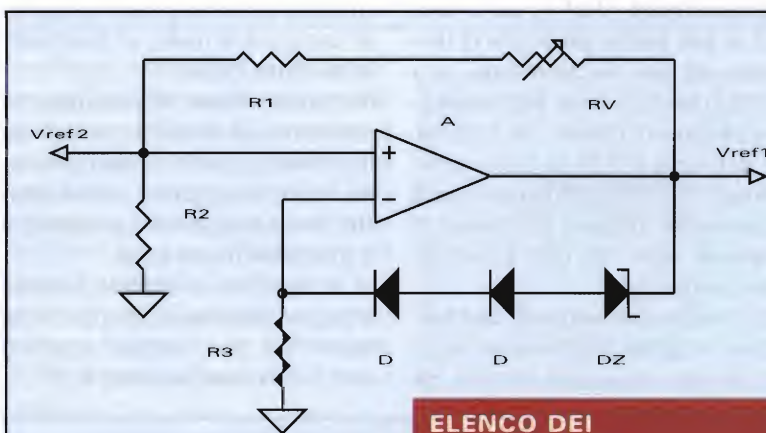 R1
RV
A
Vref2
Vref1
+
R2
−
R3
D
D
DZ
ELENCO DEI